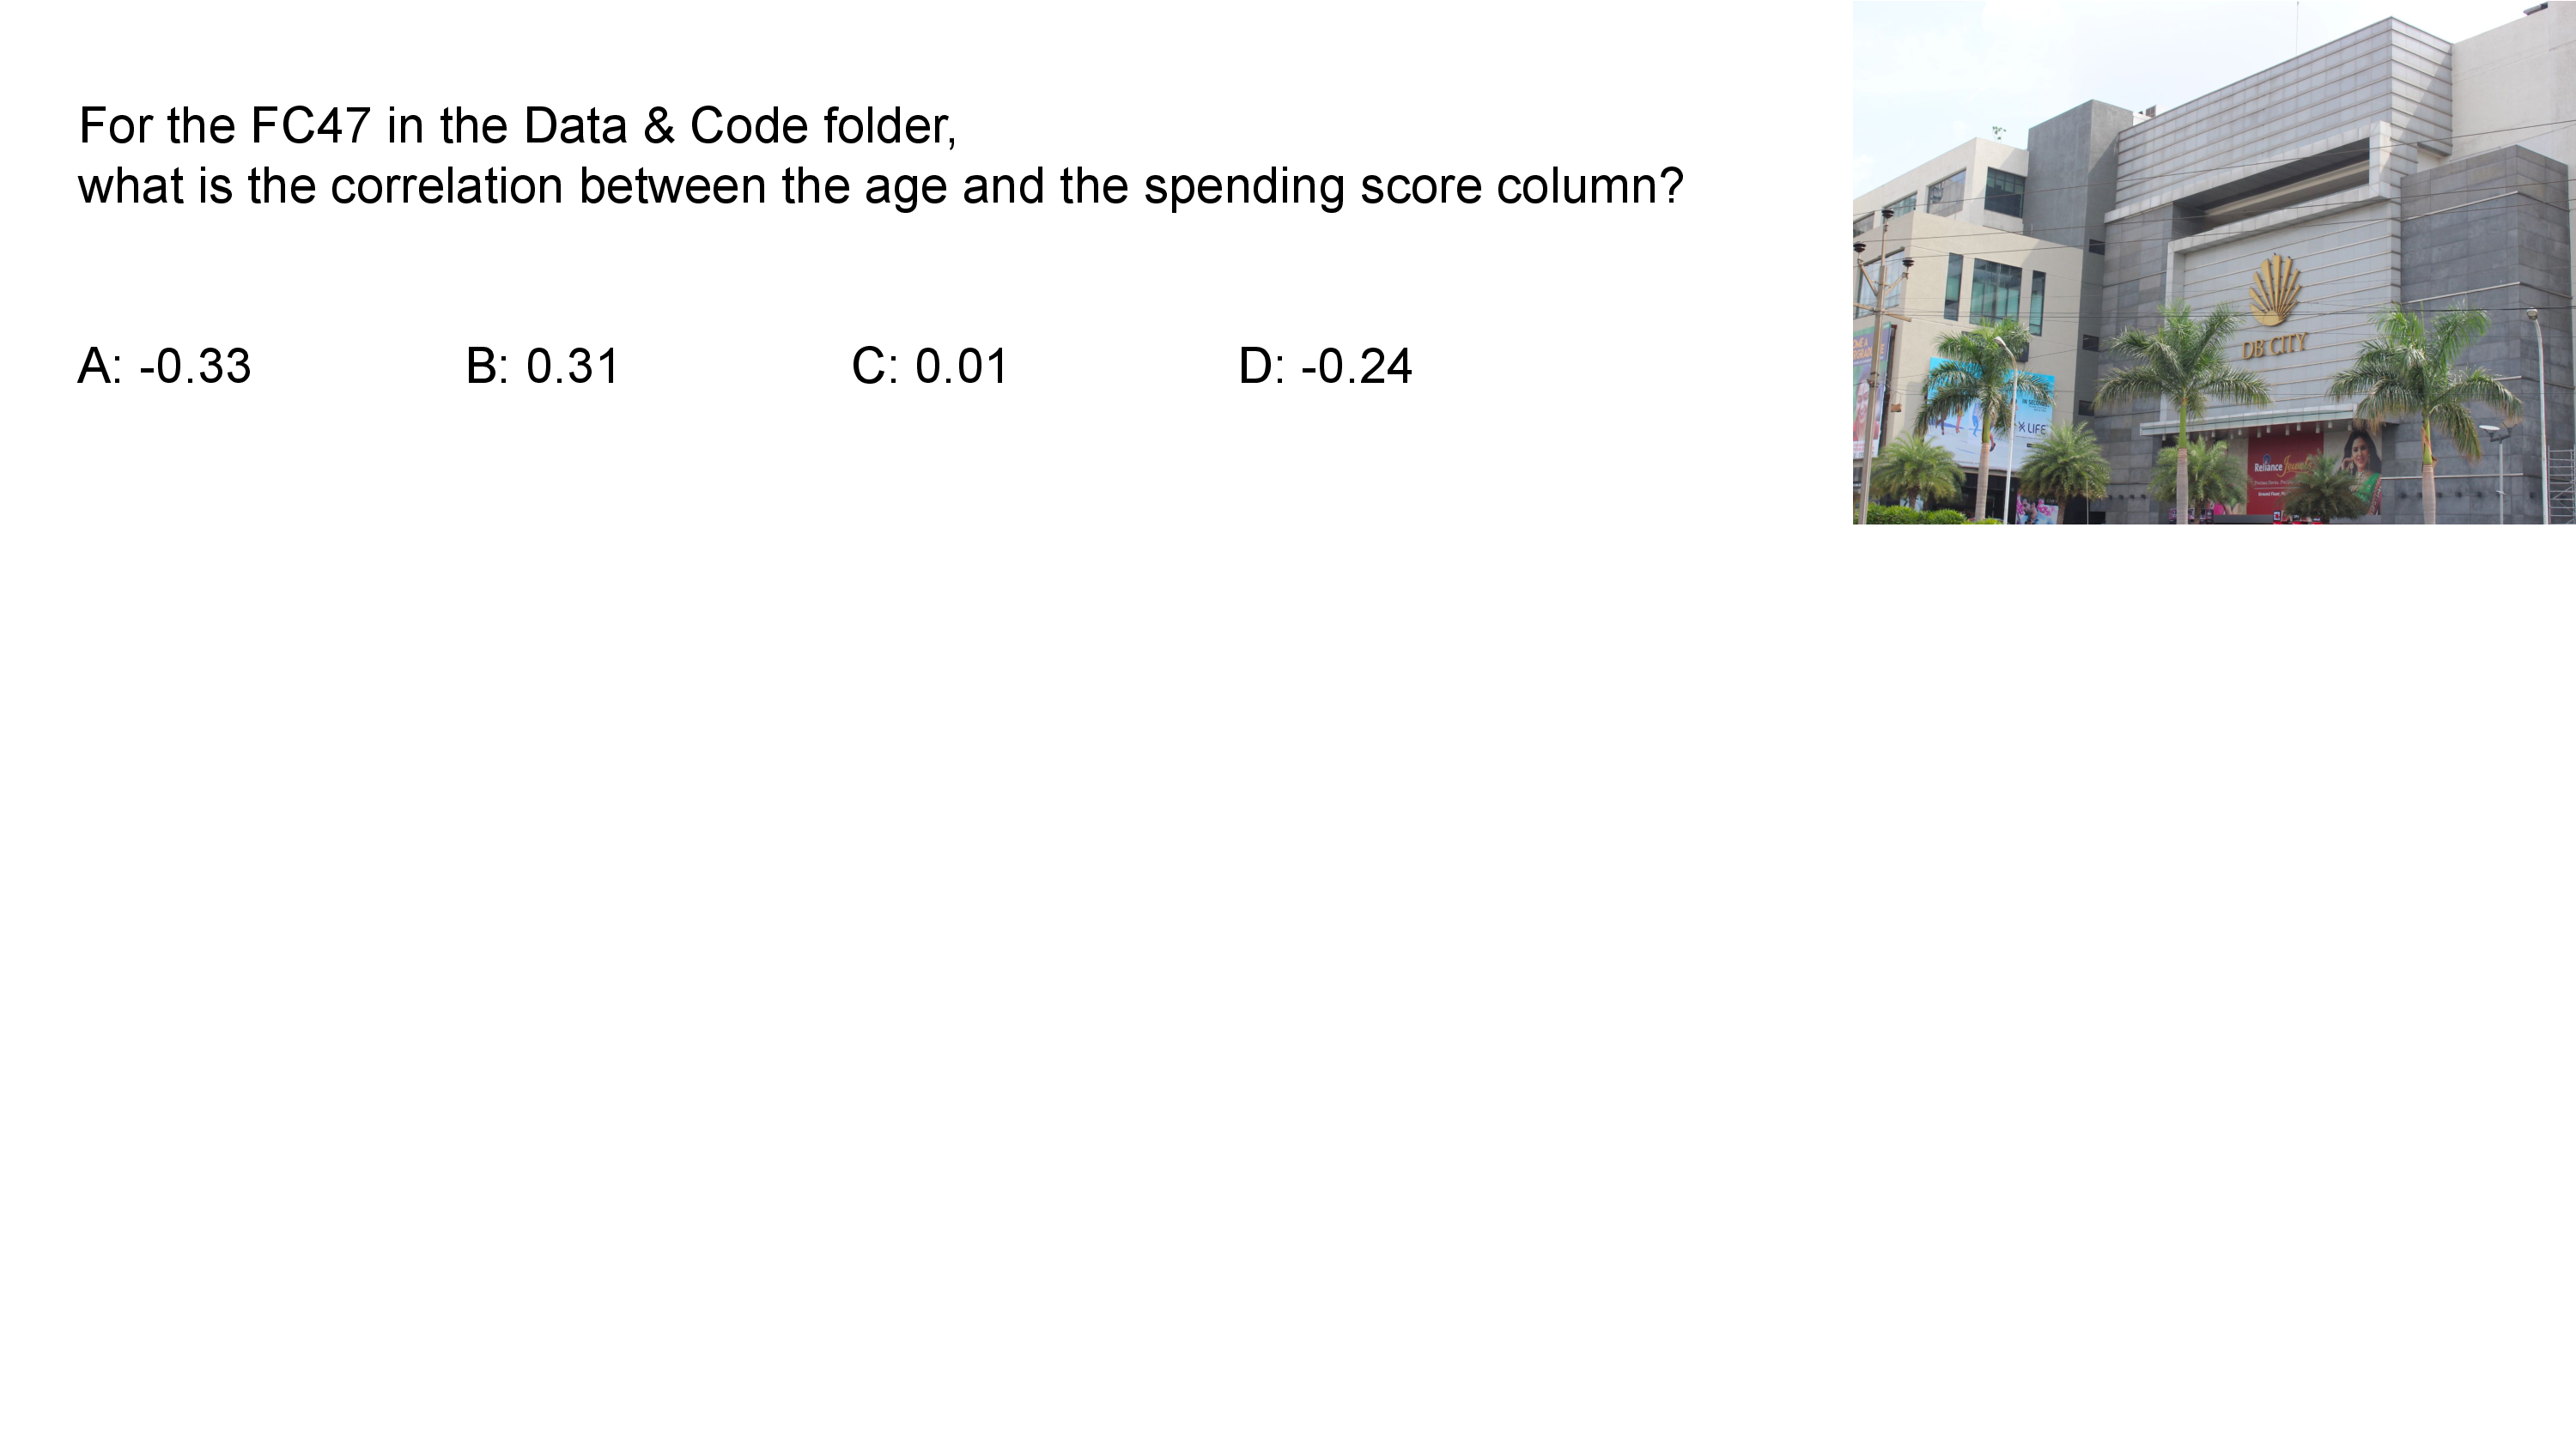 For the FC47 in the Data & Code folder,
what is the correlation between the age and the spending score column?
A: -0.33 B: 0.31 C: 0.01 D: -0.24
DB CITY
LIFE
Reliance